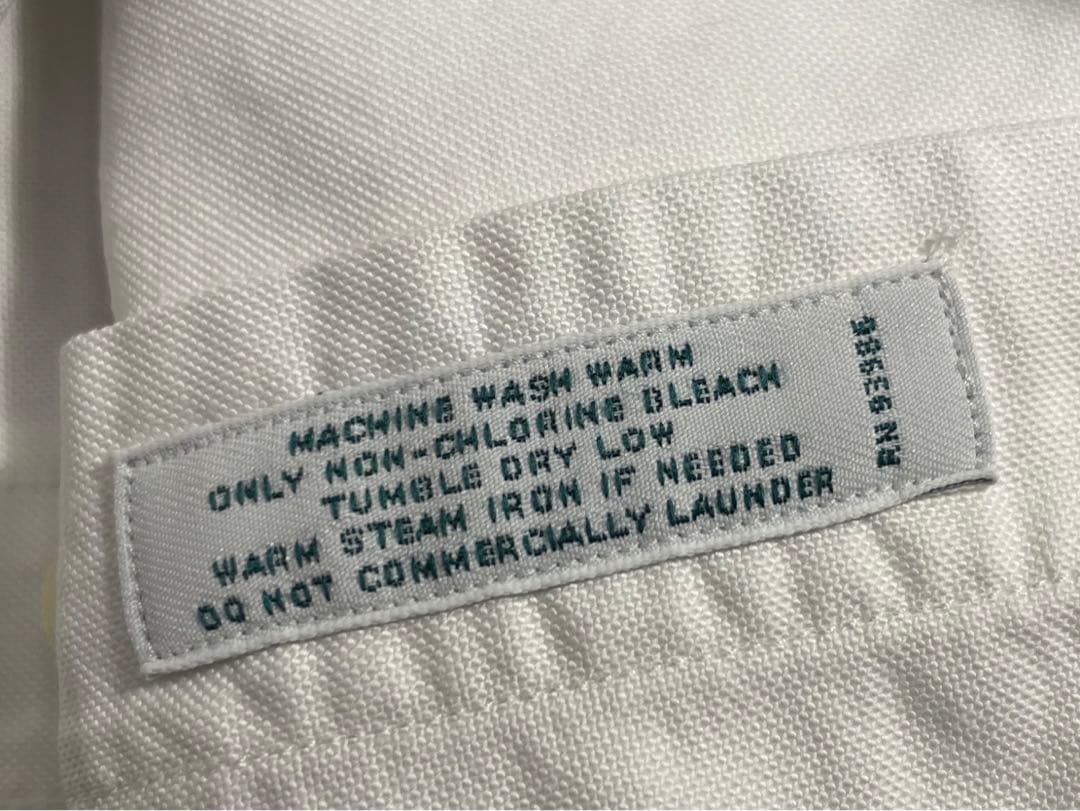 MACHINE WASH WARM
ONLY NON-CHLORINE BLEACH
TUMBLE DRY LOW
WARM STEAM IRON IF NEEDED
DO NOT COMMERCIALLY LAUNDER
RN